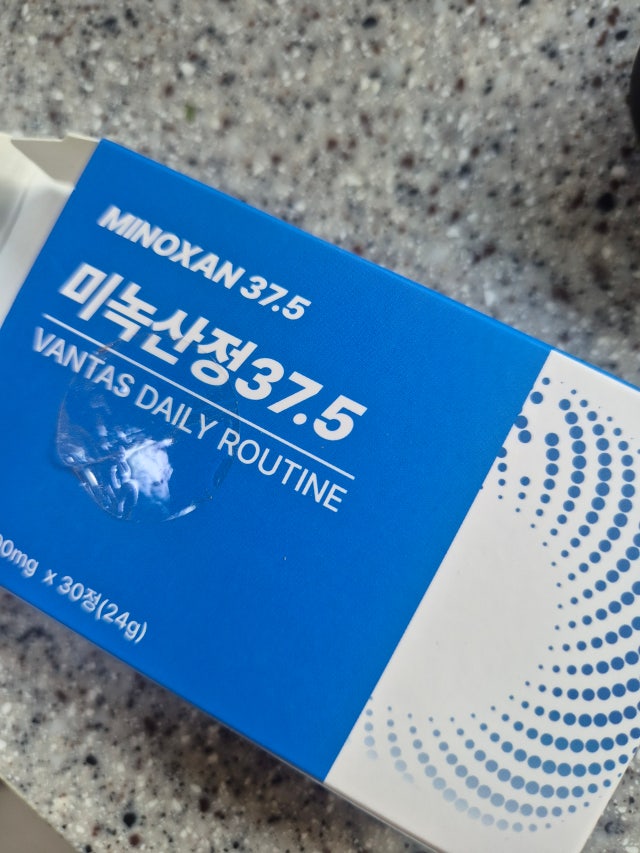 MINOXAN 37.5
미녹산정37.5
VANTAS DAILY ROUTINE
x 30정(24g)